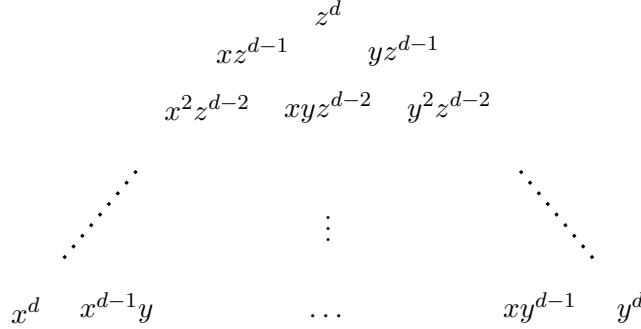 z^d
xz^{d−1} yz^{d−1}
x^2z^{d−2} xyz^{d−2} y^2z^{d−2}
⋮
x^d x^{d−1}y … xy^{d−1} y^d